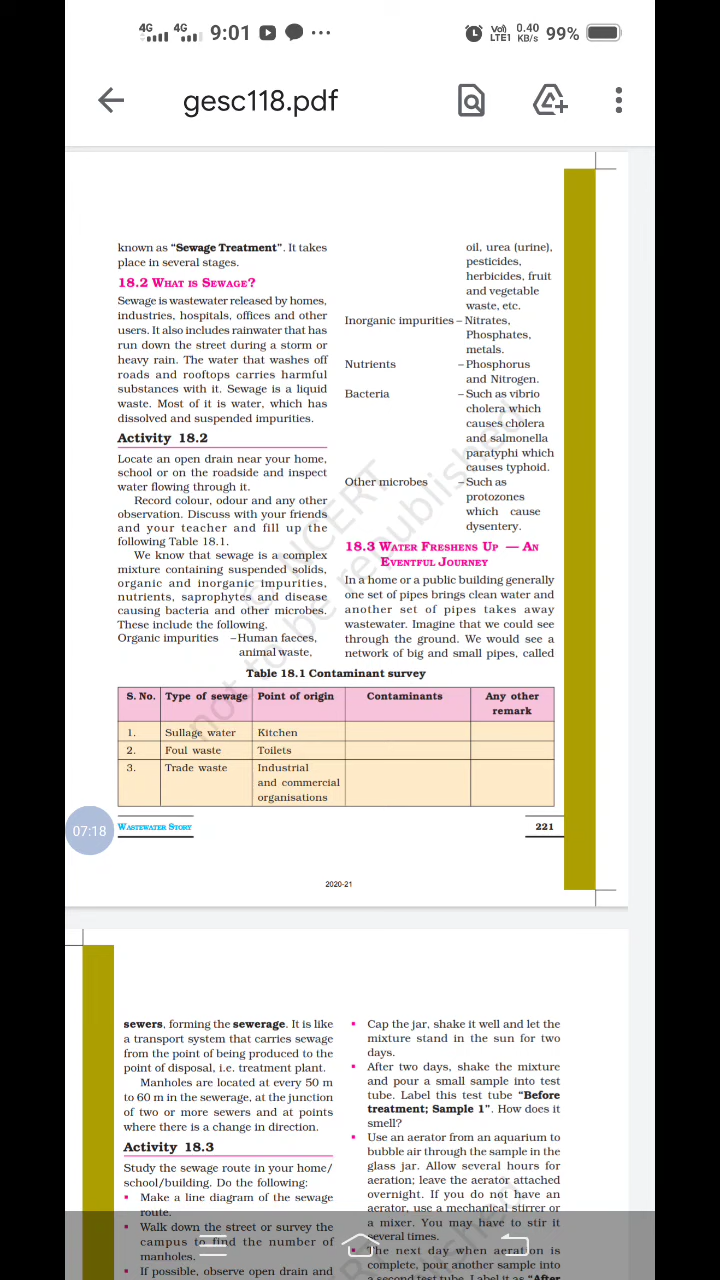 4G 4G 9:01 ... Vo) LTE1 0.40 KB/s 99%
gesc118.pdf
known as "Sewage Treatment". It takes
place in several stages.
18.2 WHAT IS SEWAGE?
Sewage is wastewater released by homes,
industries, hospitals, offices and other
users. It also includes rainwater that has
run down the street during a storm or
heavy rain. The water that washes off
roads and rooftops carries harmful
substances with it. Sewage is a liquid
waste. Most of it is water, which has
dissolved and suspended impurities.
Activity 18.2
Locate an open drain near your home,
school or on the roadside and inspect
water flowing through it.
Record colour, odour and any other
observation. Discuss with your friends
and your teacher and fill up the
following Table 18.1.
We know that sewage is a complex
mixture containing suspended solids,
organic and inorganic impurities,
nutrients, saprophytes and disease
causing bacteria and other microbes.
These include the following.
Organic impurities – Human faeces,
animal waste,
oil, urea (urine),
pesticides,
herbicides, fruit
and vegetable
waste, etc.
Inorganic impurities – Nitrates,
Phosphates,
metals.
Nutrients – Phosphorus
and Nitrogen.
Bacteria – Such as vibrio
cholera which
causes cholera
and salmonella
paratyphi which
causes typhoid.
Other microbes – Such as
protozones
which cause
dysentery.
18.3 WATER FRESHENS UP — AN
EVENTFUL JOURNEY
In a home or a public building generally
one set of pipes brings clean water and
another set of pipes takes away
wastewater. Imagine that we could see
through the ground. We would see a
network of big and small pipes, called
© NCERT
not to be republished
Table 18.1 Contaminant survey
S. No. Type of sewage Point of origin Contaminants Any other
remark
1. Sullage water Kitchen
2. Foul waste Toilets
3. Trade waste Industrial
and commercial
organisations
07:18
WASTEWATER STORY 221
2020-21
sewers, forming the sewerage. It is like
a transport system that carries sewage
from the point of being produced to the
point of disposal, i.e. treatment plant.
Manholes are located at every 50 m
to 60 m in the sewerage, at the junction
of two or more sewers and at points
where there is a change in direction.
Activity 18.3
Study the sewage route in your home/
school/building. Do the following:
▪ Make a line diagram of the sewage
route.
▪ Walk down the street or survey the
campus to find the number of
manholes.
▪ If possible, observe open drain and
▪ Cap the jar, shake it well and let the
mixture stand in the sun for two
days.
▪ After two days, shake the mixture
and pour a small sample into test
tube. Label this test tube "Before
treatment; Sample 1". How does it
smell?
▪ Use an aerator from an aquarium to
bubble air through the sample in the
glass jar. Allow several hours for
aeration; leave the aerator attached
overnight. If you do not have an
aerator, use a mechanical stirrer or
a mixer. You may have to stir it
several times.
▪ The next day when aeration is
complete, pour another sample into
a second test tube. Label it as "After